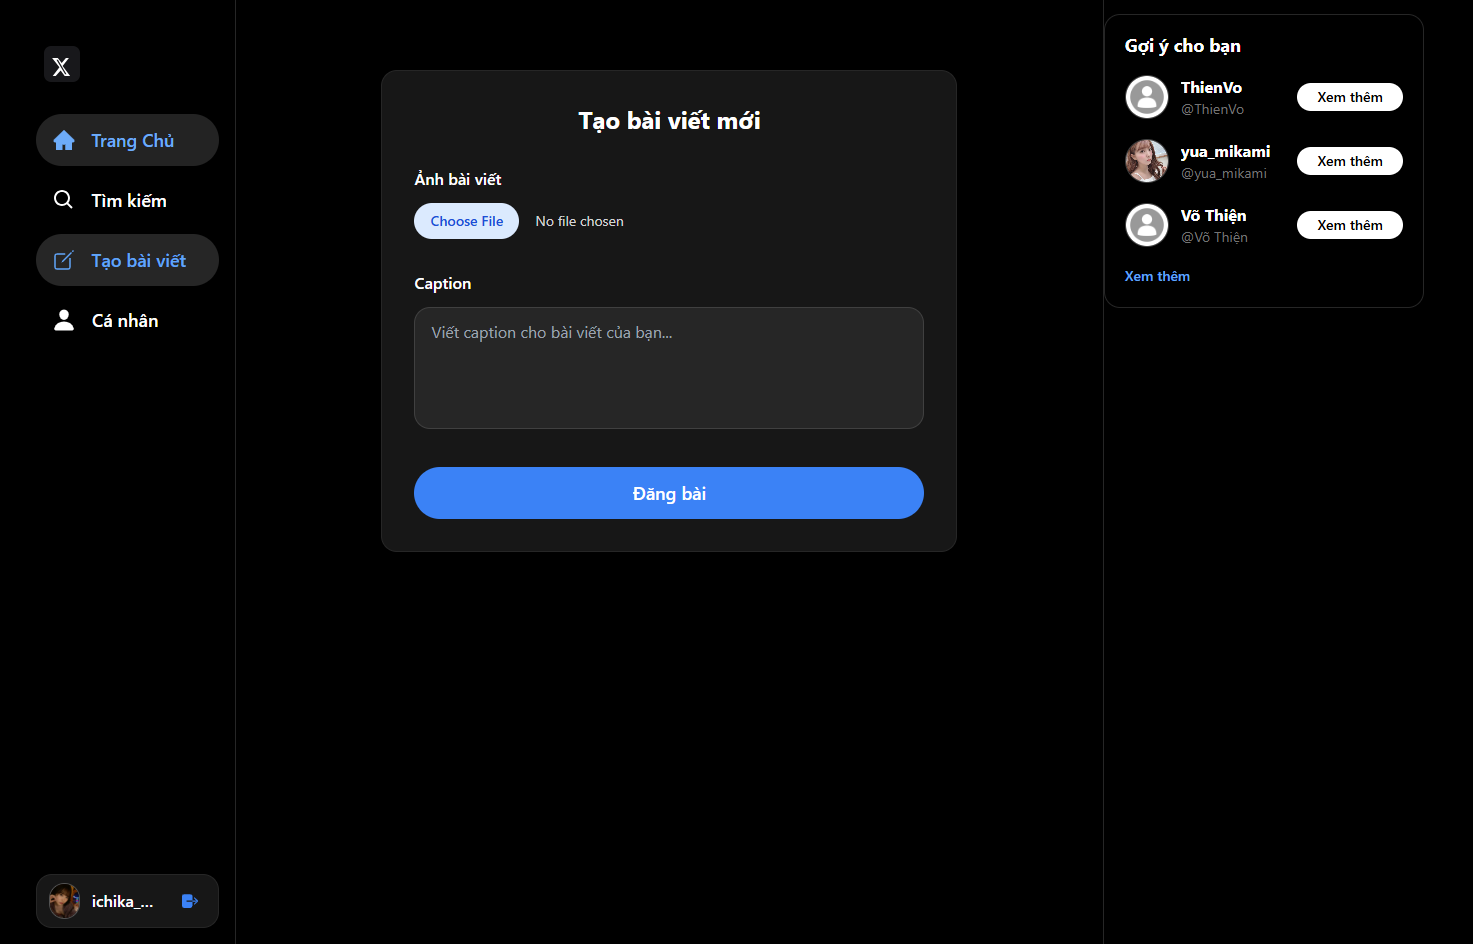 X
Trang Chủ
Tìm kiếm
Tạo bài viết
Cá nhân
ichika_...
Tạo bài viết mới
Ảnh bài viết
Choose File No file chosen
Caption
Viết caption cho bài viết của bạn...
Đăng bài
Gợi ý cho bạn
ThienVo
@ThienVo
Xem thêm
yua_mikami
@yua_mikami
Xem thêm
Võ Thiện
@Võ Thiện
Xem thêm
Xem thêm